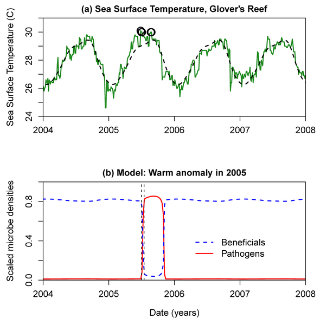 (a) Sea Surface Temperature, Glover's Reef
Sea Surface Temperature (C)
30
28
26
24
2004 2005 2006 2007 2008
(b) Model: Warm anomaly in 2005
Scaled microbe densities
0.8
0.4
0.0
Beneficials
Pathogens
2004 2005 2006 2007 2008
Date (years)